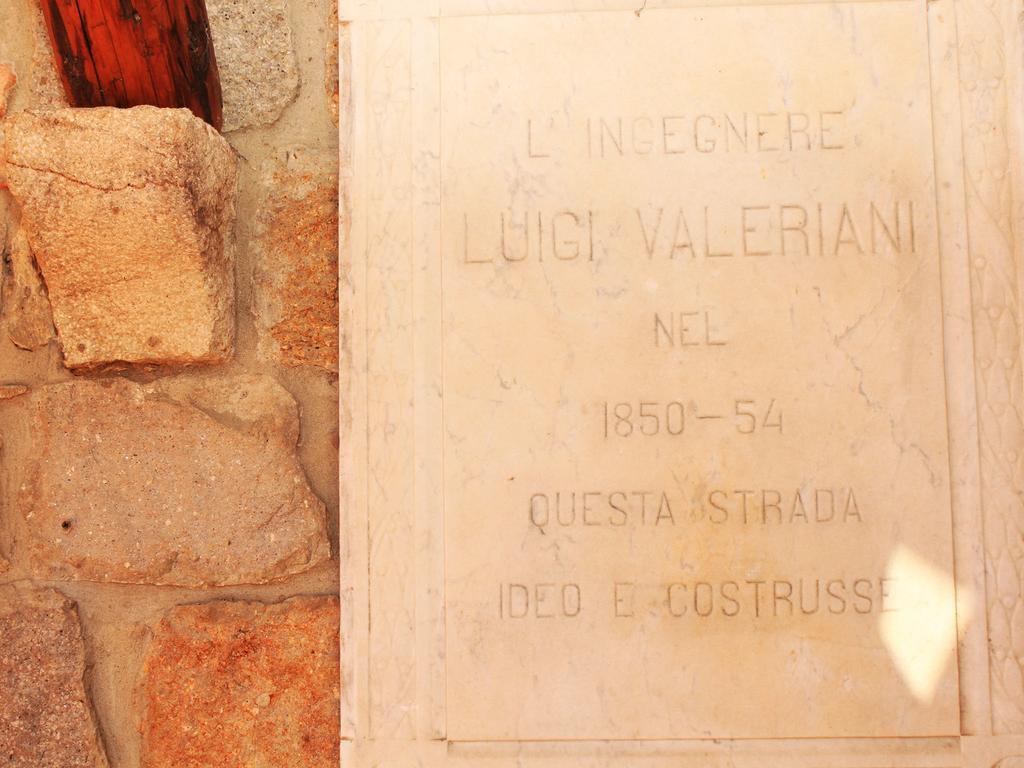 L' INGEGNERE
LUIGI VALERIANI
NEL
1850-54
QUESTA STRADA
IDEO E COSTRUSSE